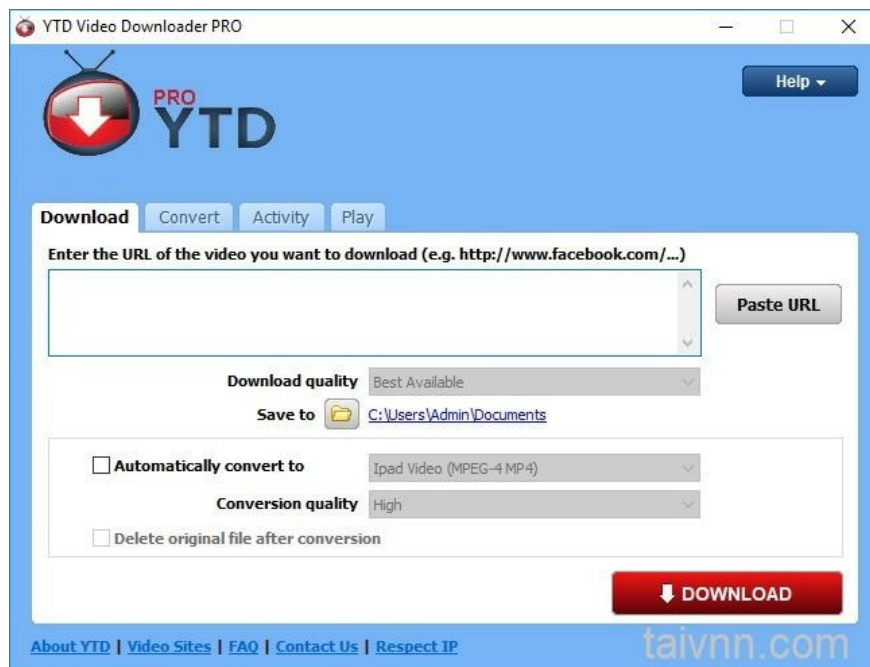 YTD Video Downloader PRO
PRO
YTD
Help
Download Convert Activity Play
Enter the URL of the video you want to download (e.g. http://www.facebook.com/...)
Paste URL
Download quality Best Available
Save to C:\Users\Admin\Documents
Automatically convert to Ipad Video (MPEG-4 MP4)
Conversion quality High
Delete original file after conversion
DOWNLOAD
About YTD | Video Sites | FAQ | Contact Us | Respect IP
taivnn.com